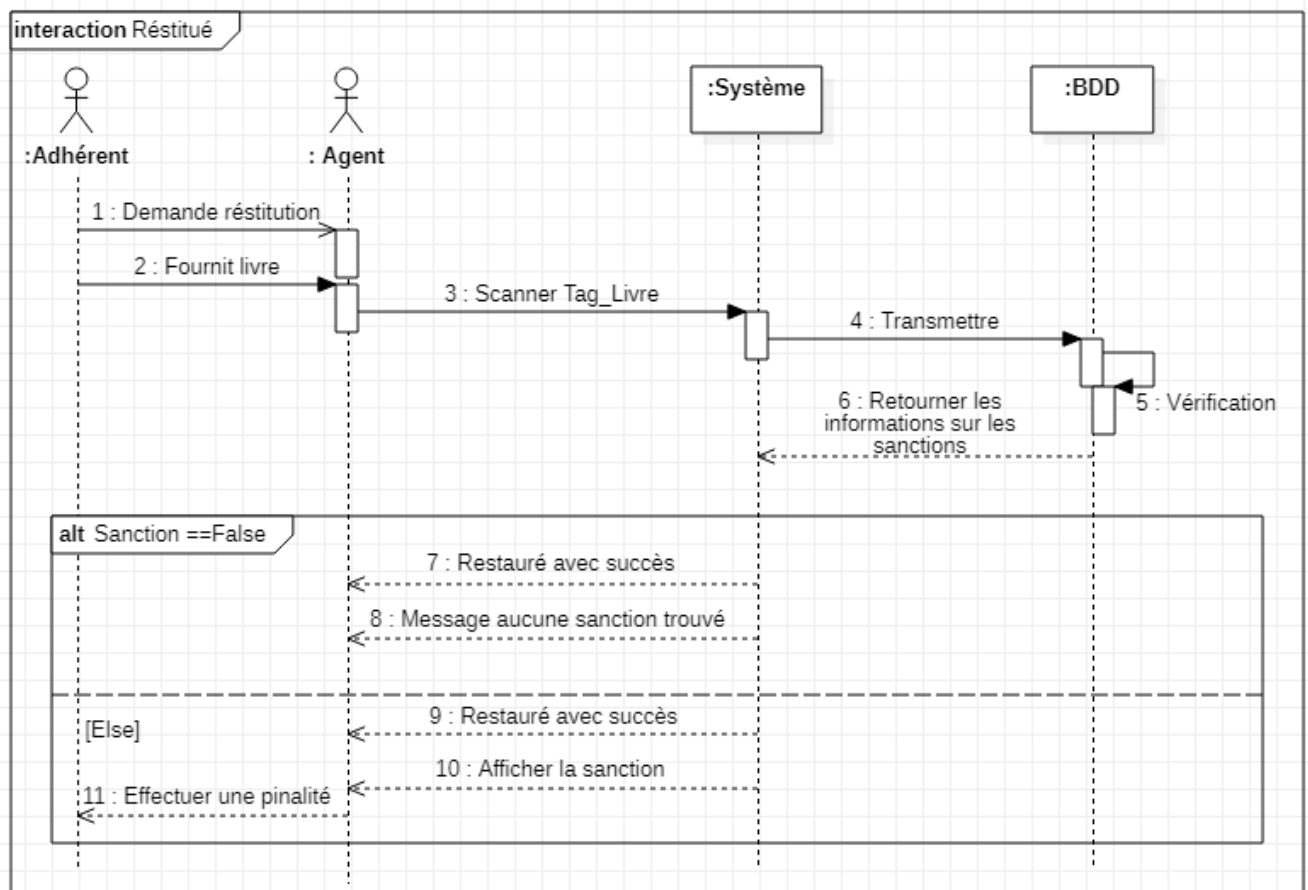 interaction Réstitué
:Système
:BDD
:Adhérent
: Agent
1 : Demande réstitution
2 : Fournit livre
3 : Scanner Tag_Livre
4 : Transmettre
5 : Vérification
6 : Retourner les
informations sur les
sanctions
alt Sanction ==False
7 : Restauré avec succès
8 : Message aucune sanction trouvé
[Else]
9 : Restauré avec succès
10 : Afficher la sanction
11 : Effectuer une pinalité